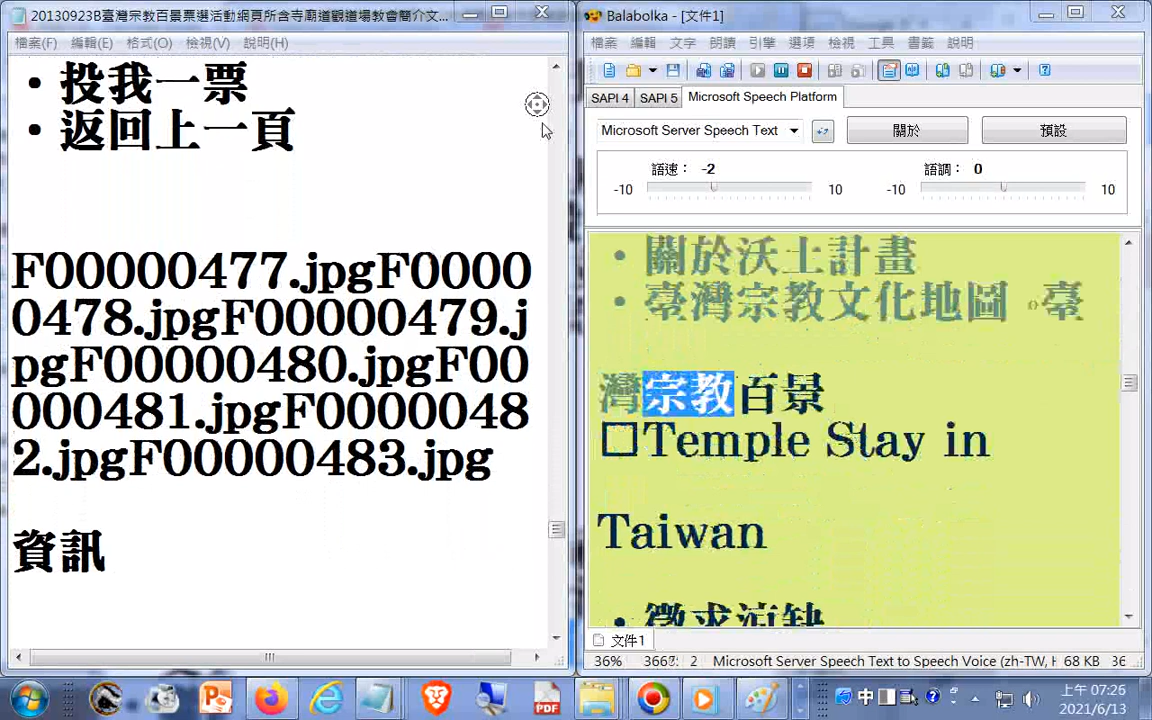 20130923B臺灣宗教百景票選活動網頁所含寺廟道觀道場教會簡介文...
檔案(F) 編輯(E) 格式(O) 檢視(V) 說明(H)
• 投我一票
• 返回上一頁
F00000477.jpgF0000
0478.jpgF00000479.j
pgF00000480.jpgF00
000481.jpgF0000048
2.jpgF00000483.jpg
資訊
Balabolka - [文件1]
檔案 編輯 文字 朗讀 引擎 選項 檢視 工具 書籤 說明
SAPI 4 SAPI 5 Microsoft Speech Platform
Microsoft Server Speech Text 關於 預設
語速： -2 語調： 0
-10 10 -10 10
• 關於沃土計畫
• 臺灣宗教文化地圖 ‧臺
灣宗教百景
□Temple Stay in
Taiwan
• 徵求演缺
文件1
36% 3667: 2 Microsoft Server Speech Text to Speech Voice (zh-TW, H 68 KB 36
中
上午 07:26
2021/6/13